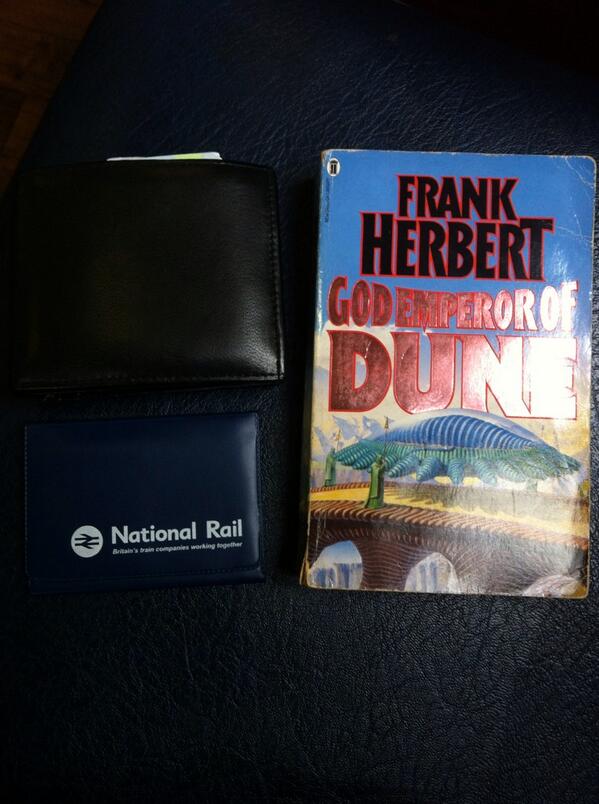 FRANK
HERBERT
GOD EMPEROR OF
DUNE
National Rail
Britain's train companies working together